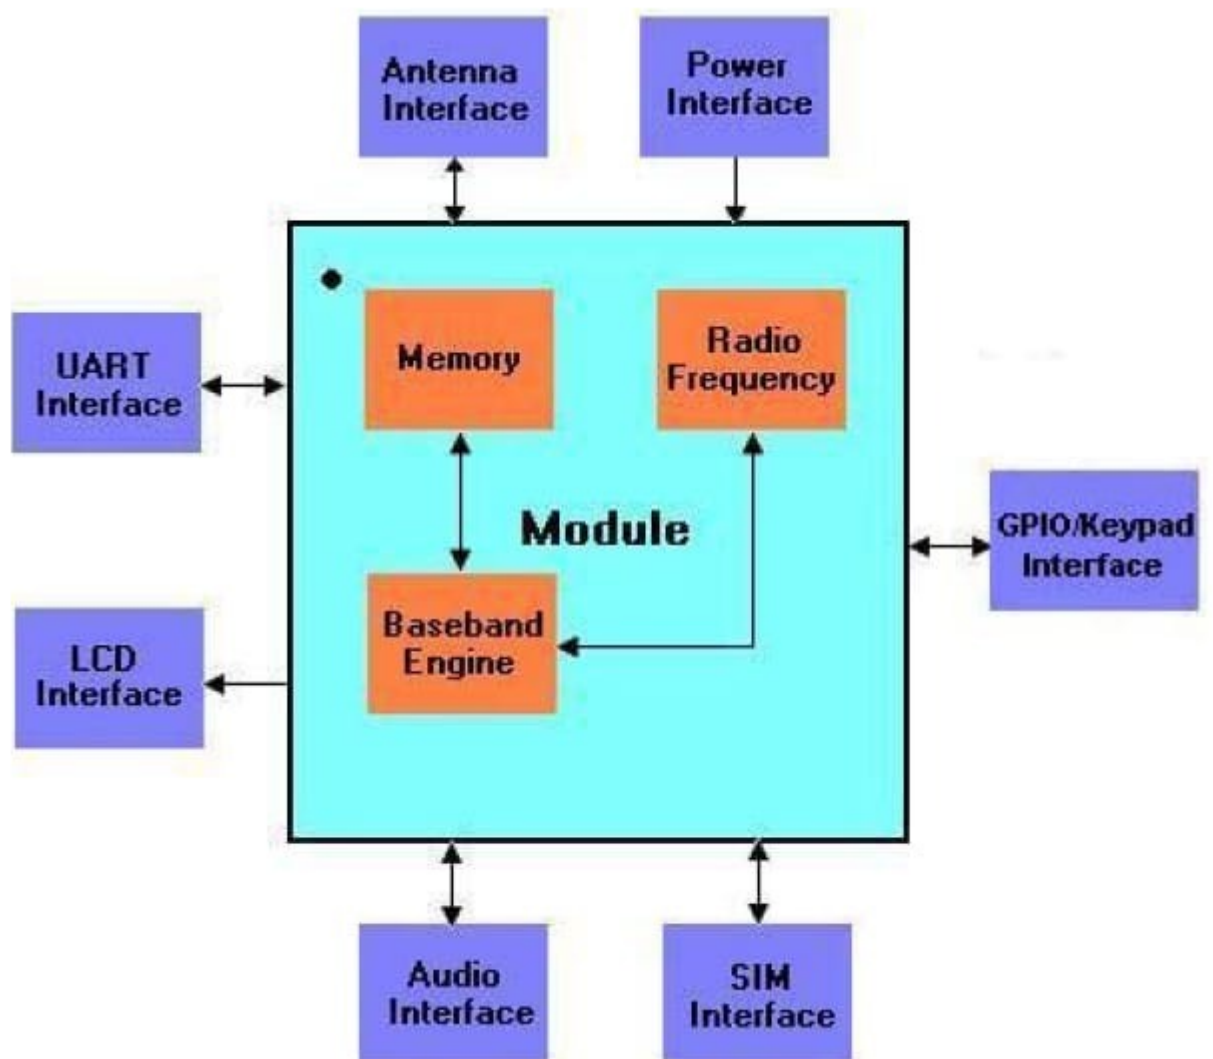 Antenna
Interface
Power
Interface
UART
Interface
Memory
Radio
Frequency
Module
GPIO/Keypad
Interface
Baseband
Engine
LCD
Interface
Audio
Interface
SIM
Interface